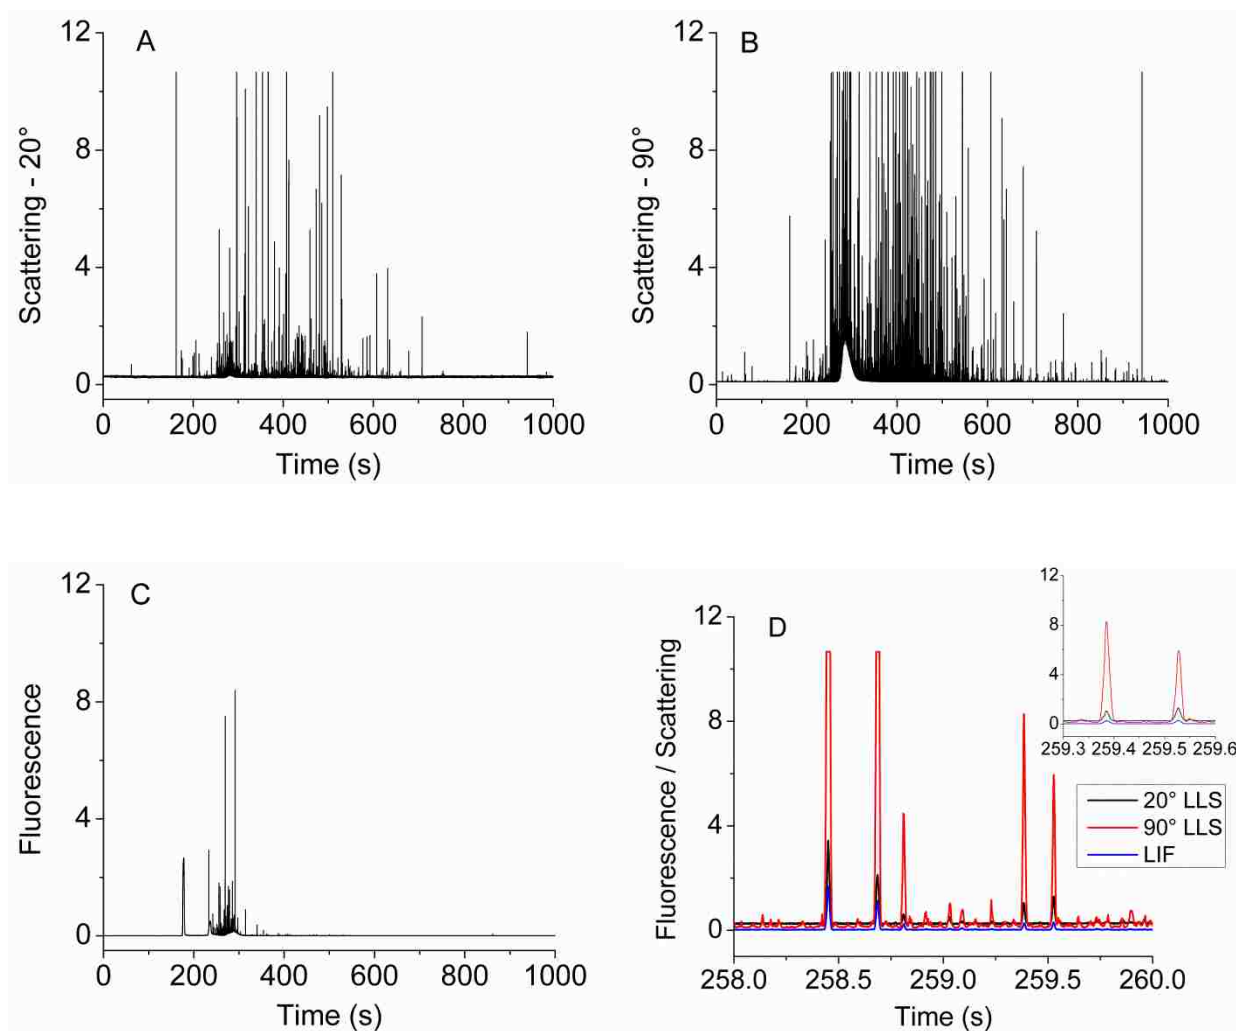 A
Scattering - 20°
12
8
4
0
0 200 400 600 800 1000
Time (s)
B
Scattering - 90°
12
8
4
0
0 200 400 600 800 1000
Time (s)
C
Fluorescence
12
8
4
0
0 200 400 600 800 1000
Time (s)
D
Fluorescence / Scattering
12
8
4
0
258.0 258.5 259.0 259.5 260.0
Time (s)
12
8
4
0
259.3 259.4 259.5 259.6
20° LLS
90° LLS
LIF